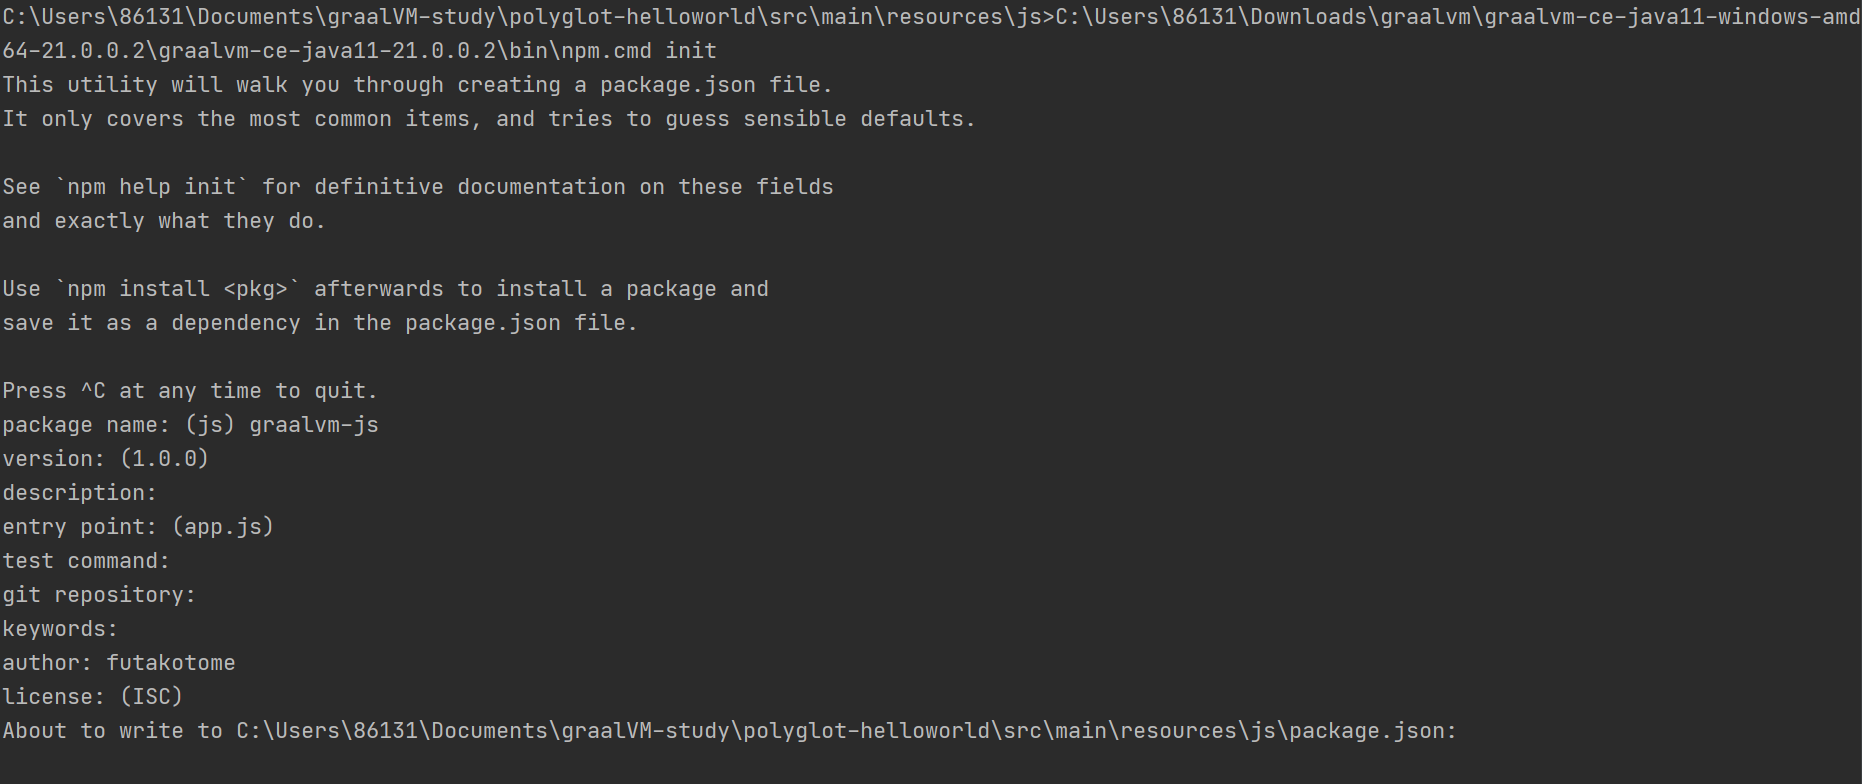 C:\Users\86131\Documents\graalVM-study\polyglot-helloworld\src\main\resources\js>C:\Users\86131\Downloads\graalvm\graalvm-ce-java11-windows-amd
64-21.0.0.2\graalvm-ce-java11-21.0.0.2\bin\npm.cmd init
This utility will walk you through creating a package.json file.
It only covers the most common items, and tries to guess sensible defaults.
See `npm help init` for definitive documentation on these fields
and exactly what they do.
Use `npm install <pkg>` afterwards to install a package and
save it as a dependency in the package.json file.
Press ^C at any time to quit.
package name: (js) graalvm-js
version: (1.0.0)
description:
entry point: (app.js)
test command:
git repository:
keywords:
author: futakotome
license: (ISC)
About to write to C:\Users\86131\Documents\graalVM-study\polyglot-helloworld\src\main\resources\js\package.json: